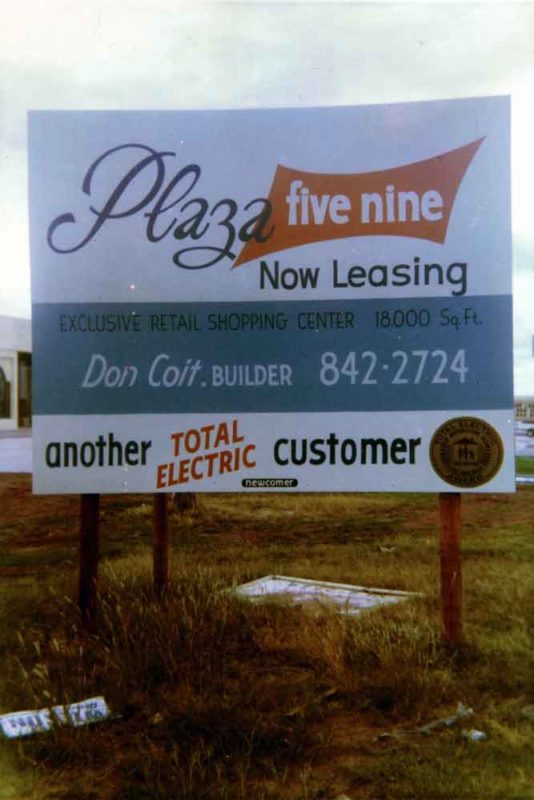 Plaza five nine
Now Leasing
EXCLUSIVE RETAIL SHOPPING CENTER 18000 Sq.Ft.
Don Coit. BUILDER 842-2724
another TOTAL ELECTRIC customer
newcomer